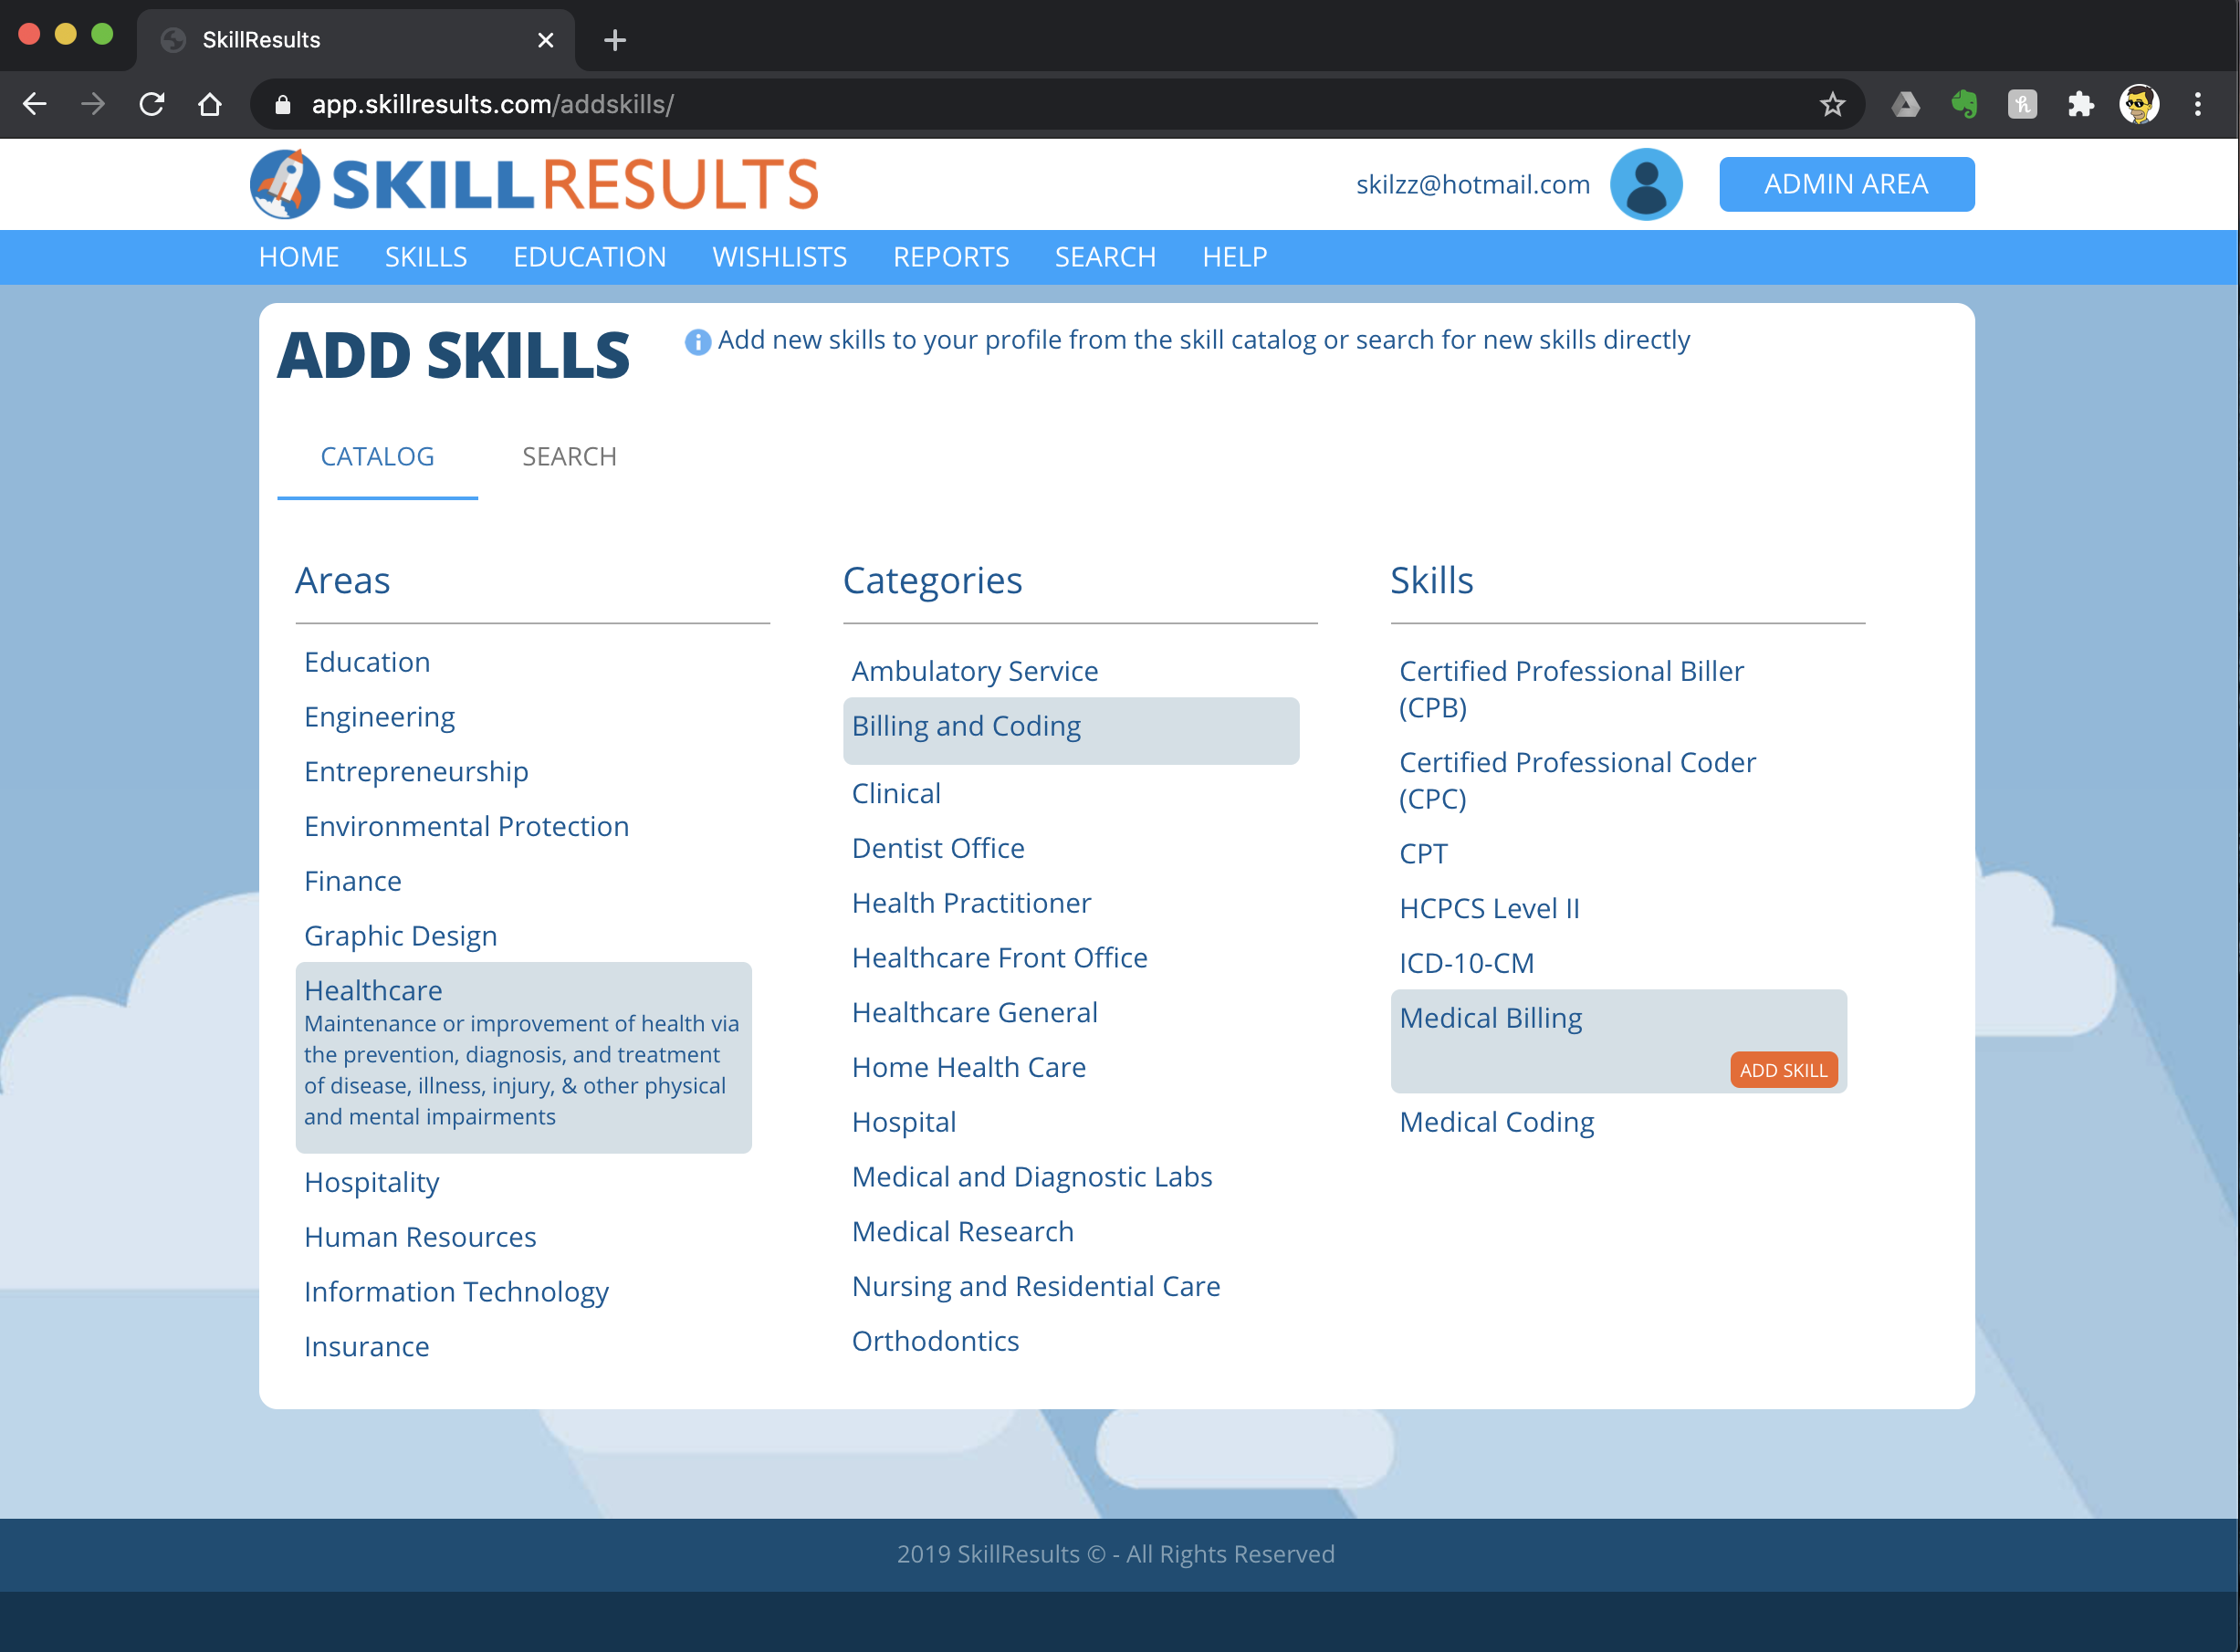 SkillResults
app.skillresults.com/addskills/
SKILLRESULTS
skilzz@hotmail.com
ADMIN AREA
HOME SKILLS EDUCATION WISHLISTS REPORTS SEARCH HELP
ADD SKILLS
Add new skills to your profile from the skill catalog or search for new skills directly
CATALOG SEARCH
Areas
Education
Engineering
Entrepreneurship
Environmental Protection
Finance
Graphic Design
Healthcare
Maintenance or improvement of health via
the prevention, diagnosis, and treatment
of disease, illness, injury, & other physical
and mental impairments
Hospitality
Human Resources
Information Technology
Insurance
Categories
Ambulatory Service
Billing and Coding
Clinical
Dentist Office
Health Practitioner
Healthcare Front Office
Healthcare General
Home Health Care
Hospital
Medical and Diagnostic Labs
Medical Research
Nursing and Residential Care
Orthodontics
Skills
Certified Professional Biller
(CPB)
Certified Professional Coder
(CPC)
CPT
HCPCS Level II
ICD-10-CM
Medical Billing
ADD SKILL
Medical Coding
2019 SkillResults © - All Rights Reserved